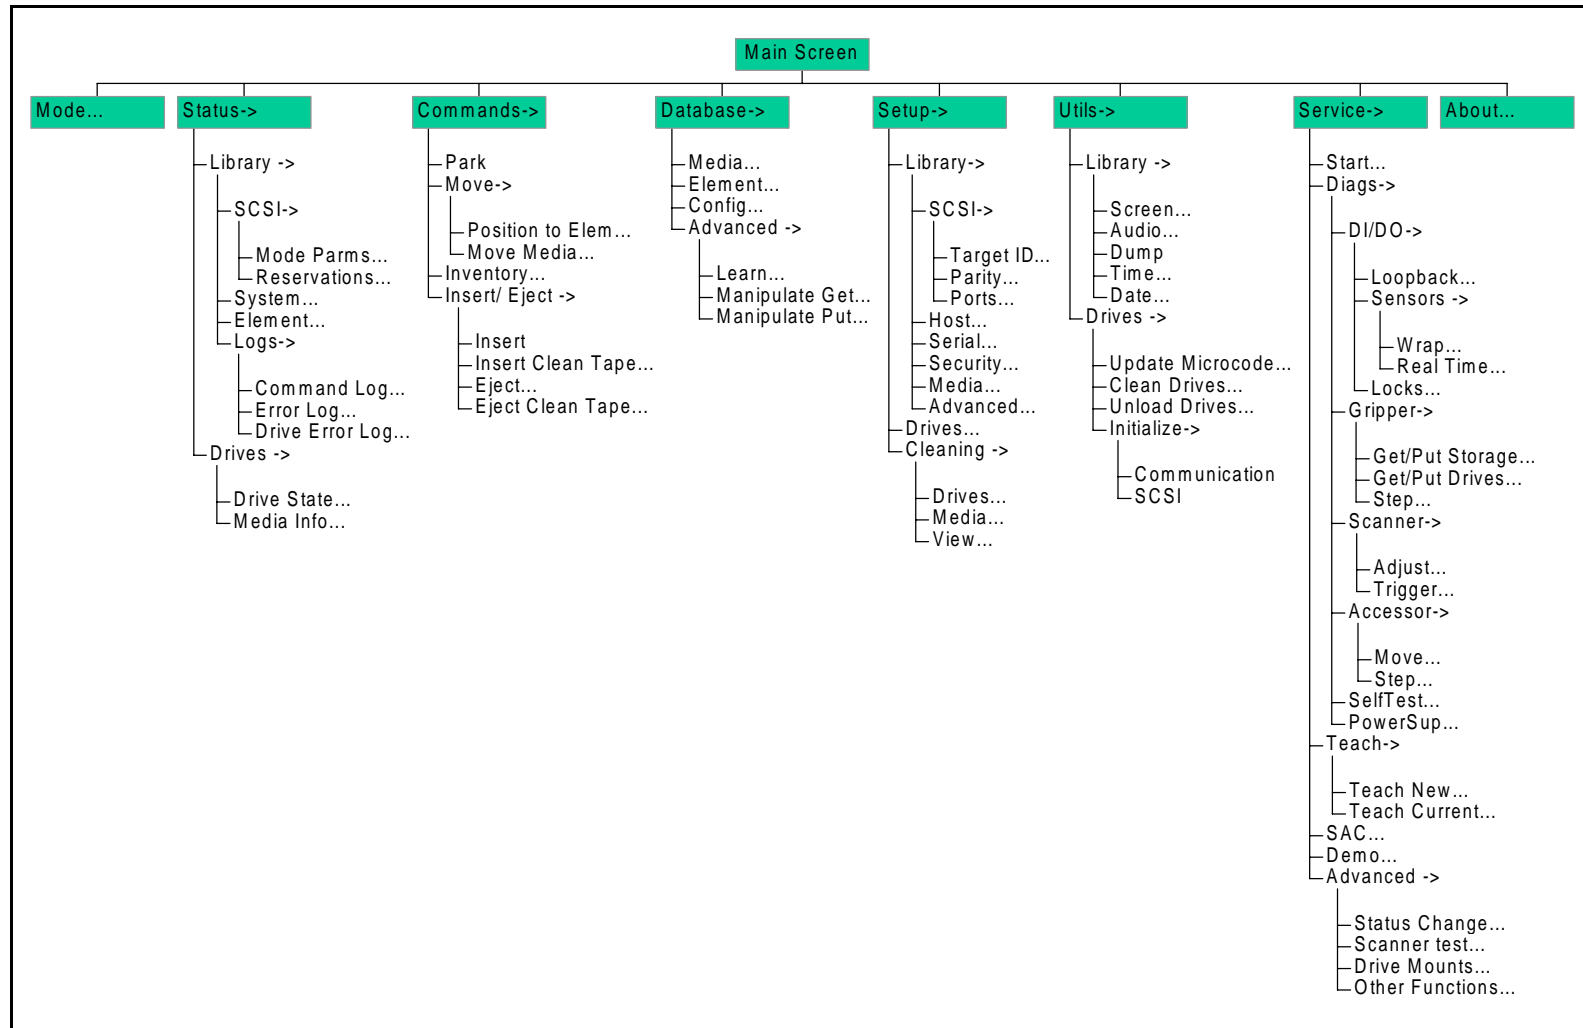 Main Screen
Mode...
Status->
Library ->
SCSI->
Mode Parms...
Reservations...
System...
Element...
Logs->
Command Log...
Error Log...
Drive Error Log...
Drives ->
Drive State...
Media Info...
Commands->
Park
Move->
Position to Elem...
Move Media...
Inventory...
Insert/ Eject ->
Insert
Insert Clean Tape...
Eject...
Eject Clean Tape...
Database->
Media...
Element...
Config...
Advanced ->
Learn...
Manipulate Get...
Manipulate Put...
Setup->
Library->
SCSI->
Target ID...
Parity...
Ports...
Host...
Serial...
Security...
Media...
Advanced...
Drives...
Cleaning ->
Drives...
Media...
View...
Utils->
Library ->
Screen...
Audio...
Dump
Time...
Date...
Drives ->
Update Microcode...
Clean Drives...
Unload Drives...
Initialize->
Communication
SCSI
Service->
Start...
Diags->
DI/DO->
Loopback...
Sensors ->
Wrap...
Real Time...
Locks...
Gripper->
Get/Put Storage...
Get/Put Drives...
Step...
Scanner->
Adjust...
Trigger...
Accessor->
Move...
Step...
SelfTest...
PowerSup...
Teach->
Teach New...
Teach Current...
SAC...
Demo...
Advanced ->
Status Change...
Scanner test...
Drive Mounts...
Other Functions...
About...